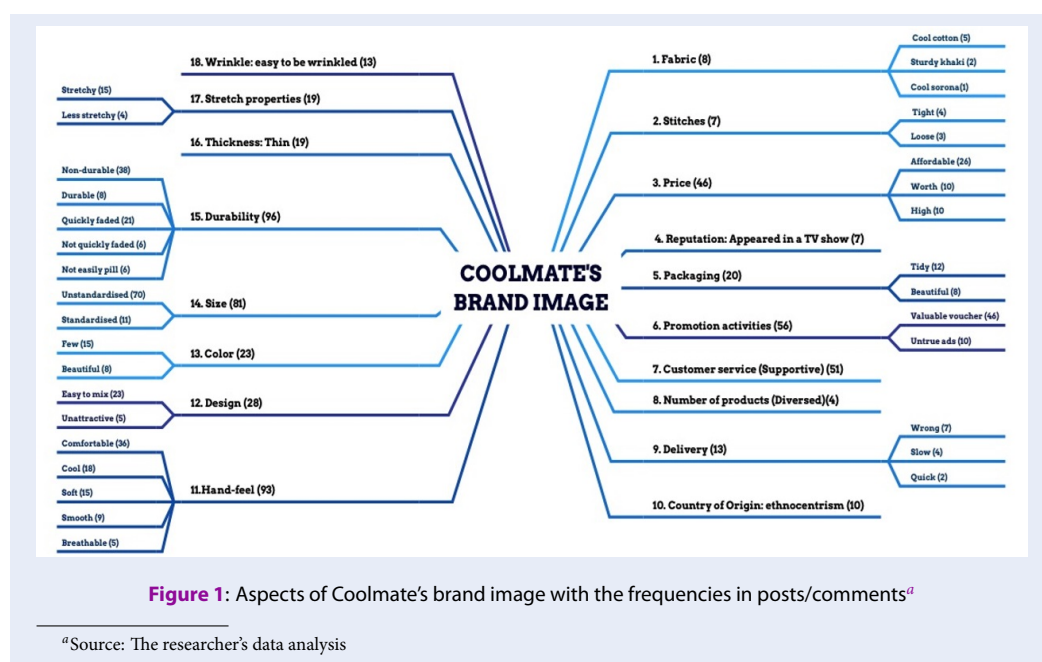 COOLMATE'S
BRAND IMAGE
1. Fabric (8)
Cool cotton (5)
Sturdy khaki (2)
Cool sorona(1)
2. Stitches (7)
Tight (4)
Loose (3)
3. Price (46)
Affordable (26)
Worth (10)
High (10
4. Reputation: Appeared in a TV show (7)
5. Packaging (20)
Tidy (12)
Beautiful (8)
6. Promotion activities (56)
Valuable voucher (46)
Untrue ads (10)
7. Customer service (Supportive) (51)
8. Number of products (Diversed)(4)
9. Delivery (13)
Wrong (7)
Slow (4)
Quick (2)
10. Country of Origin: ethnocentrism (10)
11.Hand-feel (93)
Comfortable (36)
Cool (18)
Soft (15)
Smooth (9)
Breathable (5)
12. Design (28)
Easy to mix (23)
Unattractive (5)
13. Color (23)
Few (15)
Beautiful (8)
14. Size (81)
Unstandardised (70)
Standardised (11)
15. Durability (96)
Non-durable (38)
Durable (8)
Quickly faded (21)
Not quickly faded (6)
Not easily pill (6)
16. Thickness: Thin (19)
17. Stretch properties (19)
Stretchy (15)
Less stretchy (4)
18. Wrinkle: easy to be wrinkled (13)
Figure 1: Aspects of Coolmate's brand image with the frequencies in posts/comments a
a Source: The researcher's data analysis